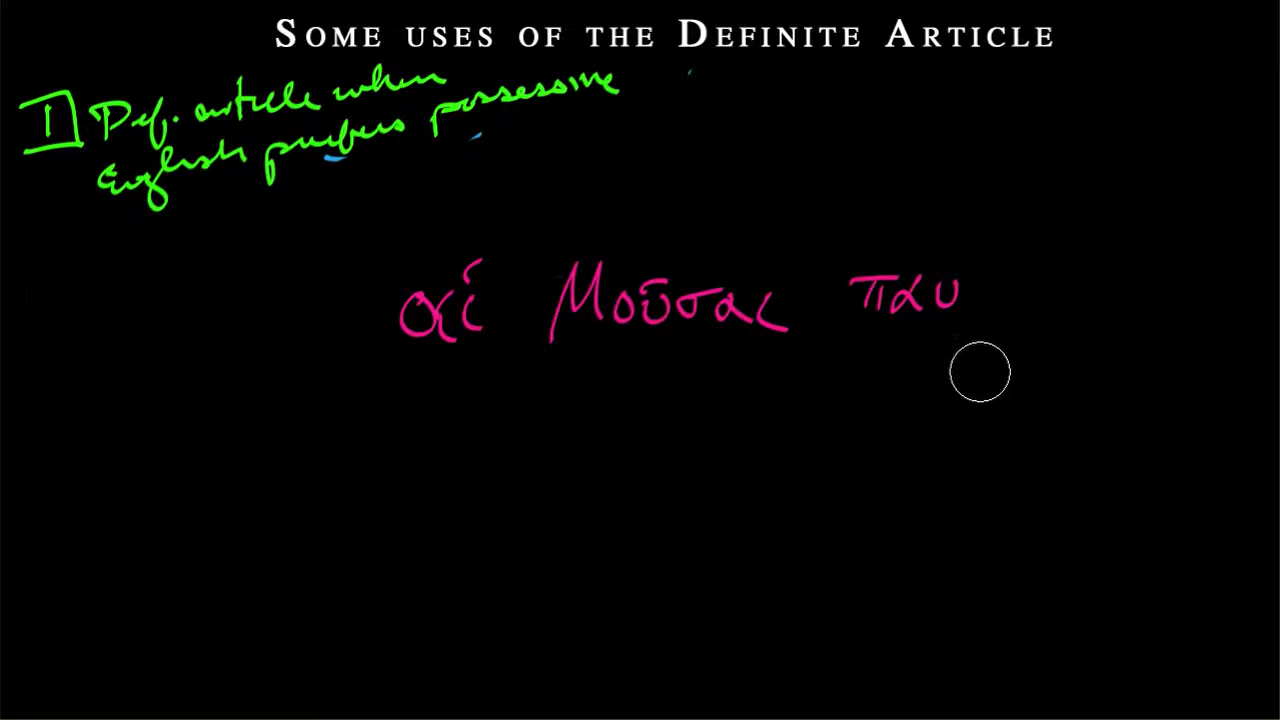 SOME USES OF THE DEFINITE ARTICLE
I Def. article when
English prefers possessive
αἱ Μοῦσαι παυ